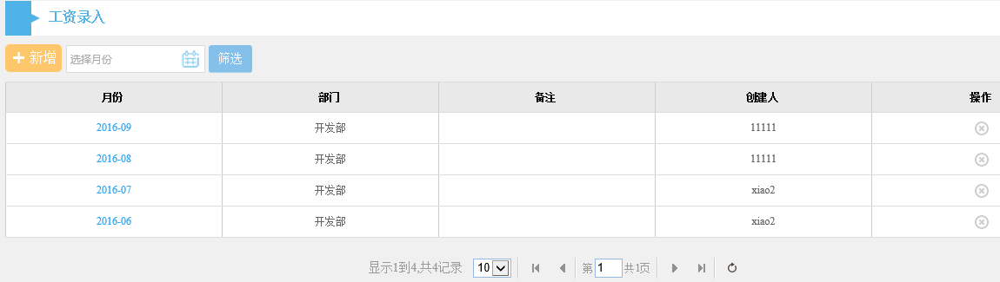 工资录入
新增 选择月份 筛选
月份 部门 备注 创建人 操作
2016-09 开发部 11111
2016-08 开发部 11111
2016-07 开发部 xiao2
2016-06 开发部 xiao2
显示1到4,共4记录 10 第 1 共1页